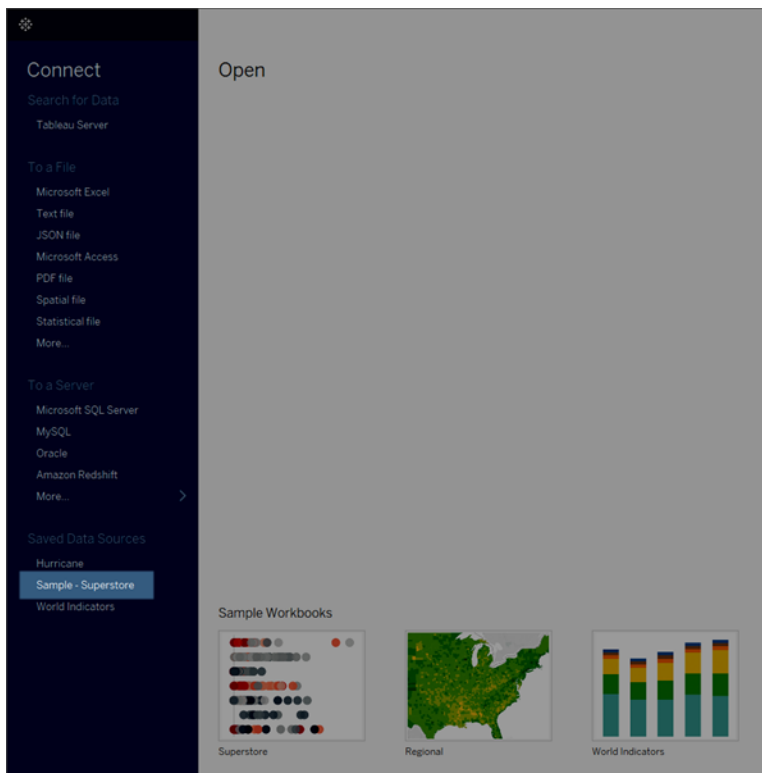 Connect
Search for Data
Tableau Server
To a File
Microsoft Excel
Text file
JSON file
Microsoft Access
PDF file
Spatial file
Statistical file
More...
To a Server
Microsoft SQL Server
MySQL
Oracle
Amazon Redshift
More...
Saved Data Sources
Hurricane
Sample - Superstore
World Indicators
Open
Sample Workbooks
Superstore
Regional
World Indicators